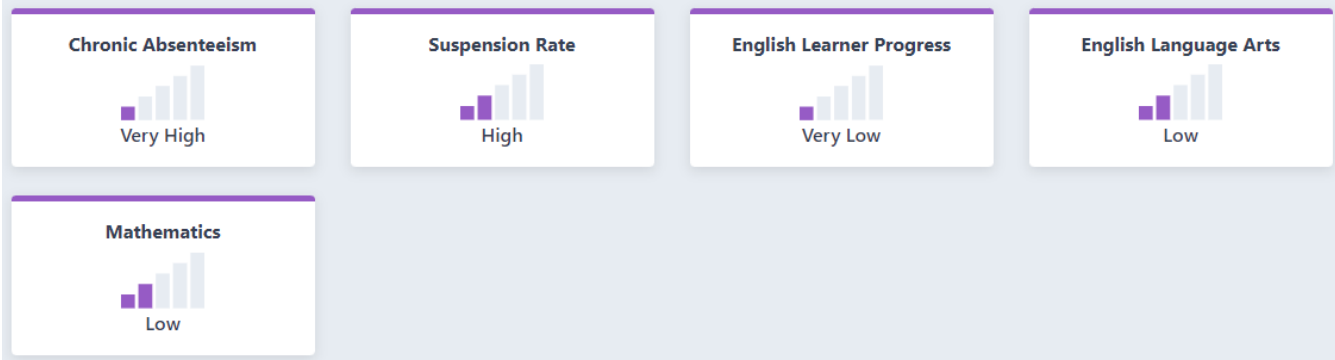 Chronic Absenteeism
Very High
Suspension Rate
High
English Learner Progress
Very Low
English Language Arts
Low
Mathematics
Low